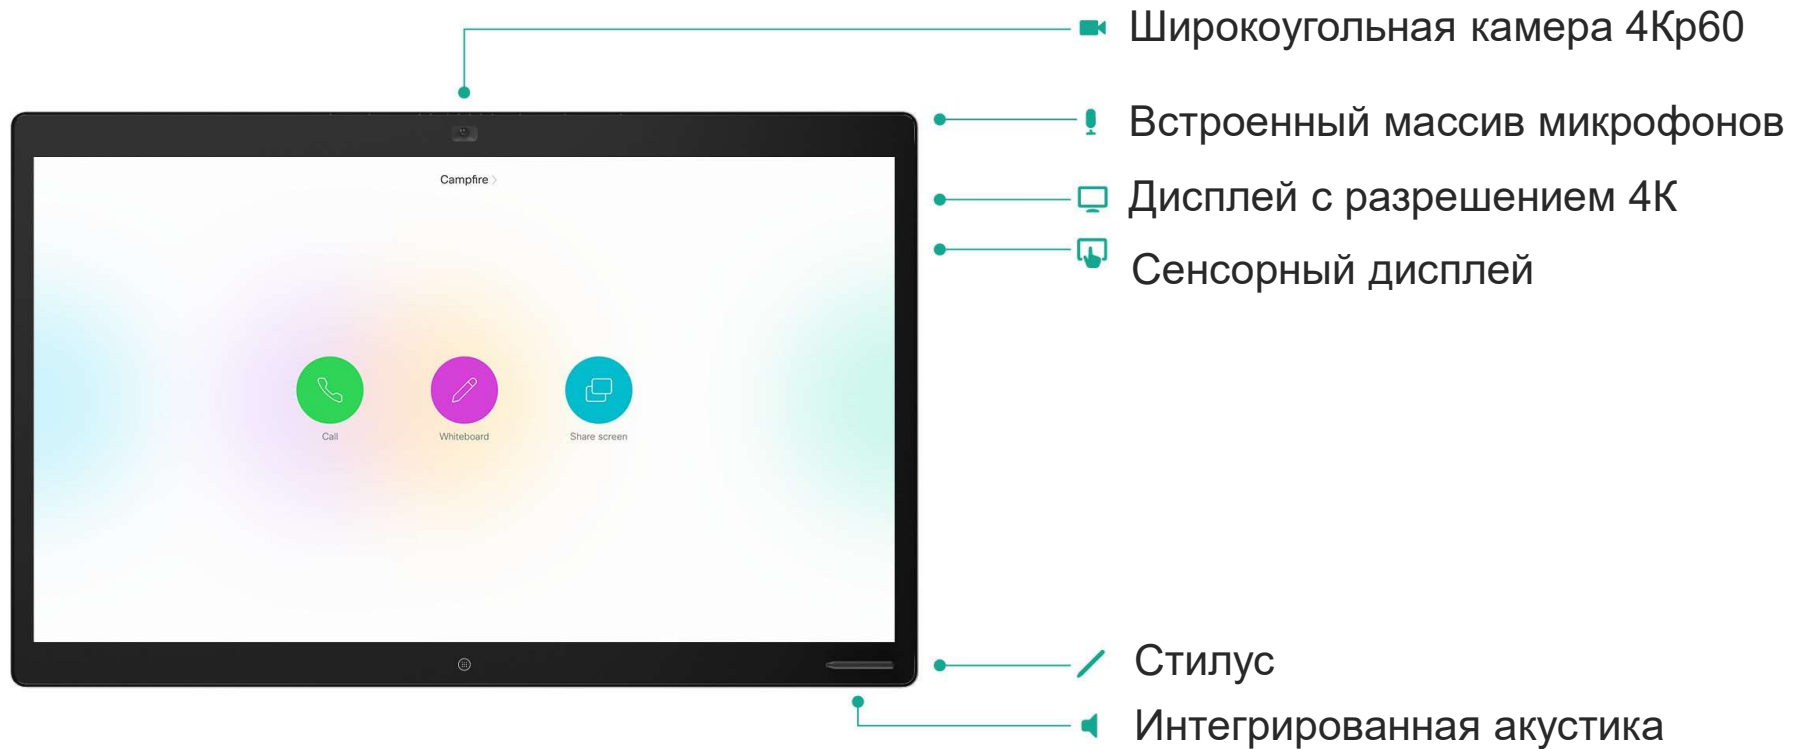 Широкоугольная камера 4Кр60
Встроенный массив микрофонов
Campfire
Дисплей с разрешением 4К
Сенсорный дисплей
Call
Whiteboard
Share screen
Стилус
Интегрированная акустика